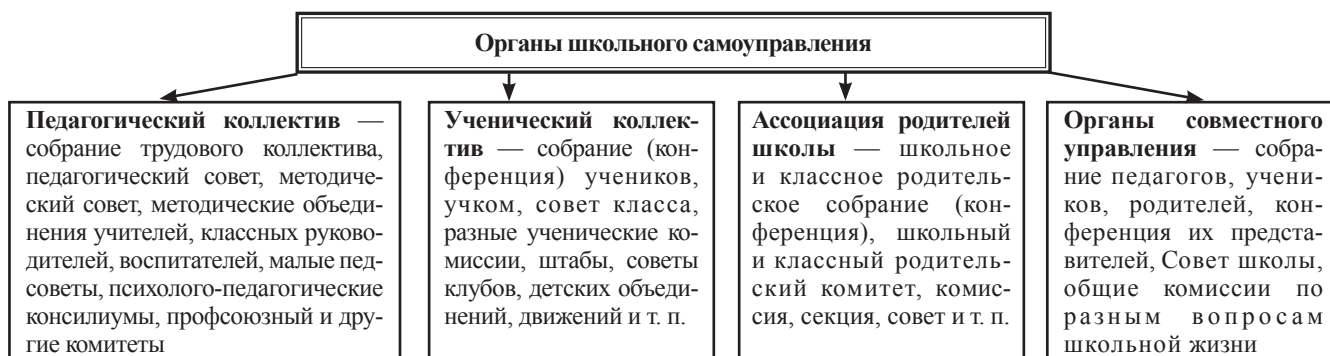 Органы школьного самоуправления
Педагогический коллектив —
собрание трудового коллектива,
педагогический совет, методиче-
ский совет, методические объеди-
нения учителей, классных руково-
дителей, воспитателей, малые пед-
советы, психолого-педагогические
консилиумы, профсоюзный и дру-
гие комитеты
Ученический коллек-
тив — собрание (кон-
ференция) учеников,
учком, совет класса,
разные ученические ко-
миссии, штабы, советы
клубов, детских объеди-
нений, движений и т. п.
Ассоциация родителей
школы — школьное
и классное родитель-
ское собрание (кон-
ференция), школьный
и классный родитель-
ский комитет, комис-
сия, секция, совет и т. п.
Органы совместного
управления — собра-
ние педагогов, учени-
ков, родителей, кон-
ференция их предста-
вителей, Совет школы,
общие комиссии по
разным вопросам
школьной жизни